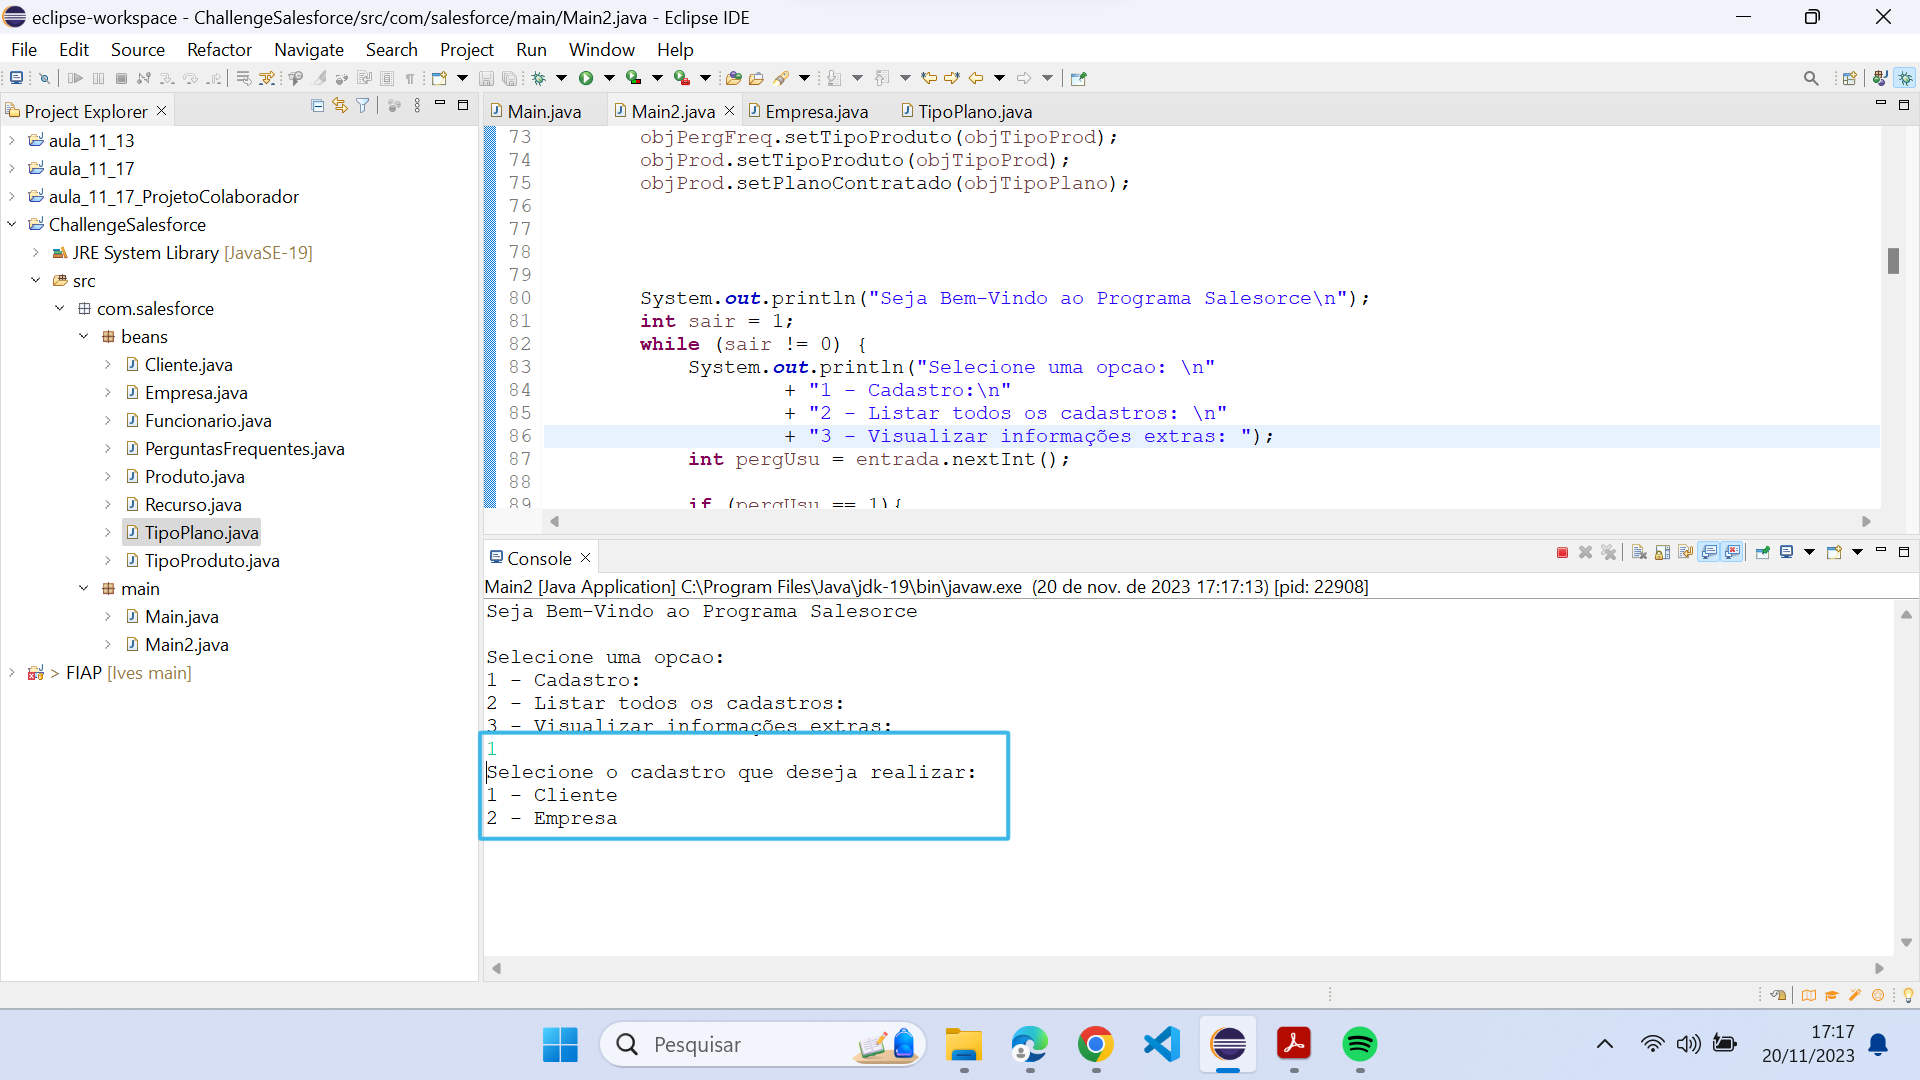 eclipse-workspace - ChallengeSalesforce/src/com/salesforce/main/Main2.java - Eclipse IDE
File Edit Source Refactor Navigate Search Project Run Window Help
Project Explorer
aula_11_13
aula_11_17
aula_11_17_ProjetoColaborador
ChallengeSalesforce
JRE System Library [JavaSE-19]
src
com.salesforce
beans
Cliente.java
Empresa.java
Funcionario.java
PerguntasFrequentes.java
Produto.java
Recurso.java
TipoPlano.java
TipoProduto.java
main
Main.java
Main2.java
> FIAP [Ives main]
Main.java Main2.java Empresa.java TipoPlano.java
73 objPergFreq.setTipoProduto(objTipoProd);
74 objProd.setTipoProduto(objTipoProd);
75 objProd.setPlanoContratado(objTipoPlano);
76
77
78
79
80 System.out.println("Seja Bem-Vindo ao Programa Salesorce\n");
81 int sair = 1;
82 while (sair != 0) {
83 System.out.println("Selecione uma opcao: \n"
84 + "1 - Cadastro:\n"
85 + "2 - Listar todos os cadastros: \n"
86 + "3 - Visualizar informações extras: ");
87 int pergUsu = entrada.nextInt();
88
89 if (pergUsu == 1){
Console
Main2 [Java Application] C:\Program Files\Java\jdk-19\bin\javaw.exe (20 de nov. de 2023 17:17:13) [pid: 22908]
Seja Bem-Vindo ao Programa Salesorce
Selecione uma opcao:
1 - Cadastro:
2 - Listar todos os cadastros:
3 - Visualizar informações extras:
1
Selecione o cadastro que deseja realizar:
1 - Cliente
2 - Empresa
Pesquisar
17:17
20/11/2023